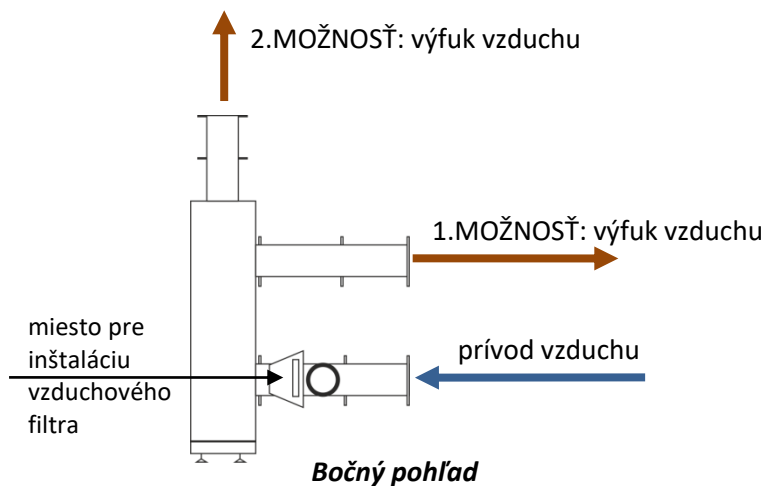 2.MOŽNOSŤ: výfuk vzduchu
1.MOŽNOSŤ: výfuk vzduchu
miesto pre
inštaláciu
vzduchového
filtra
prívod vzduchu
Bočný pohľad